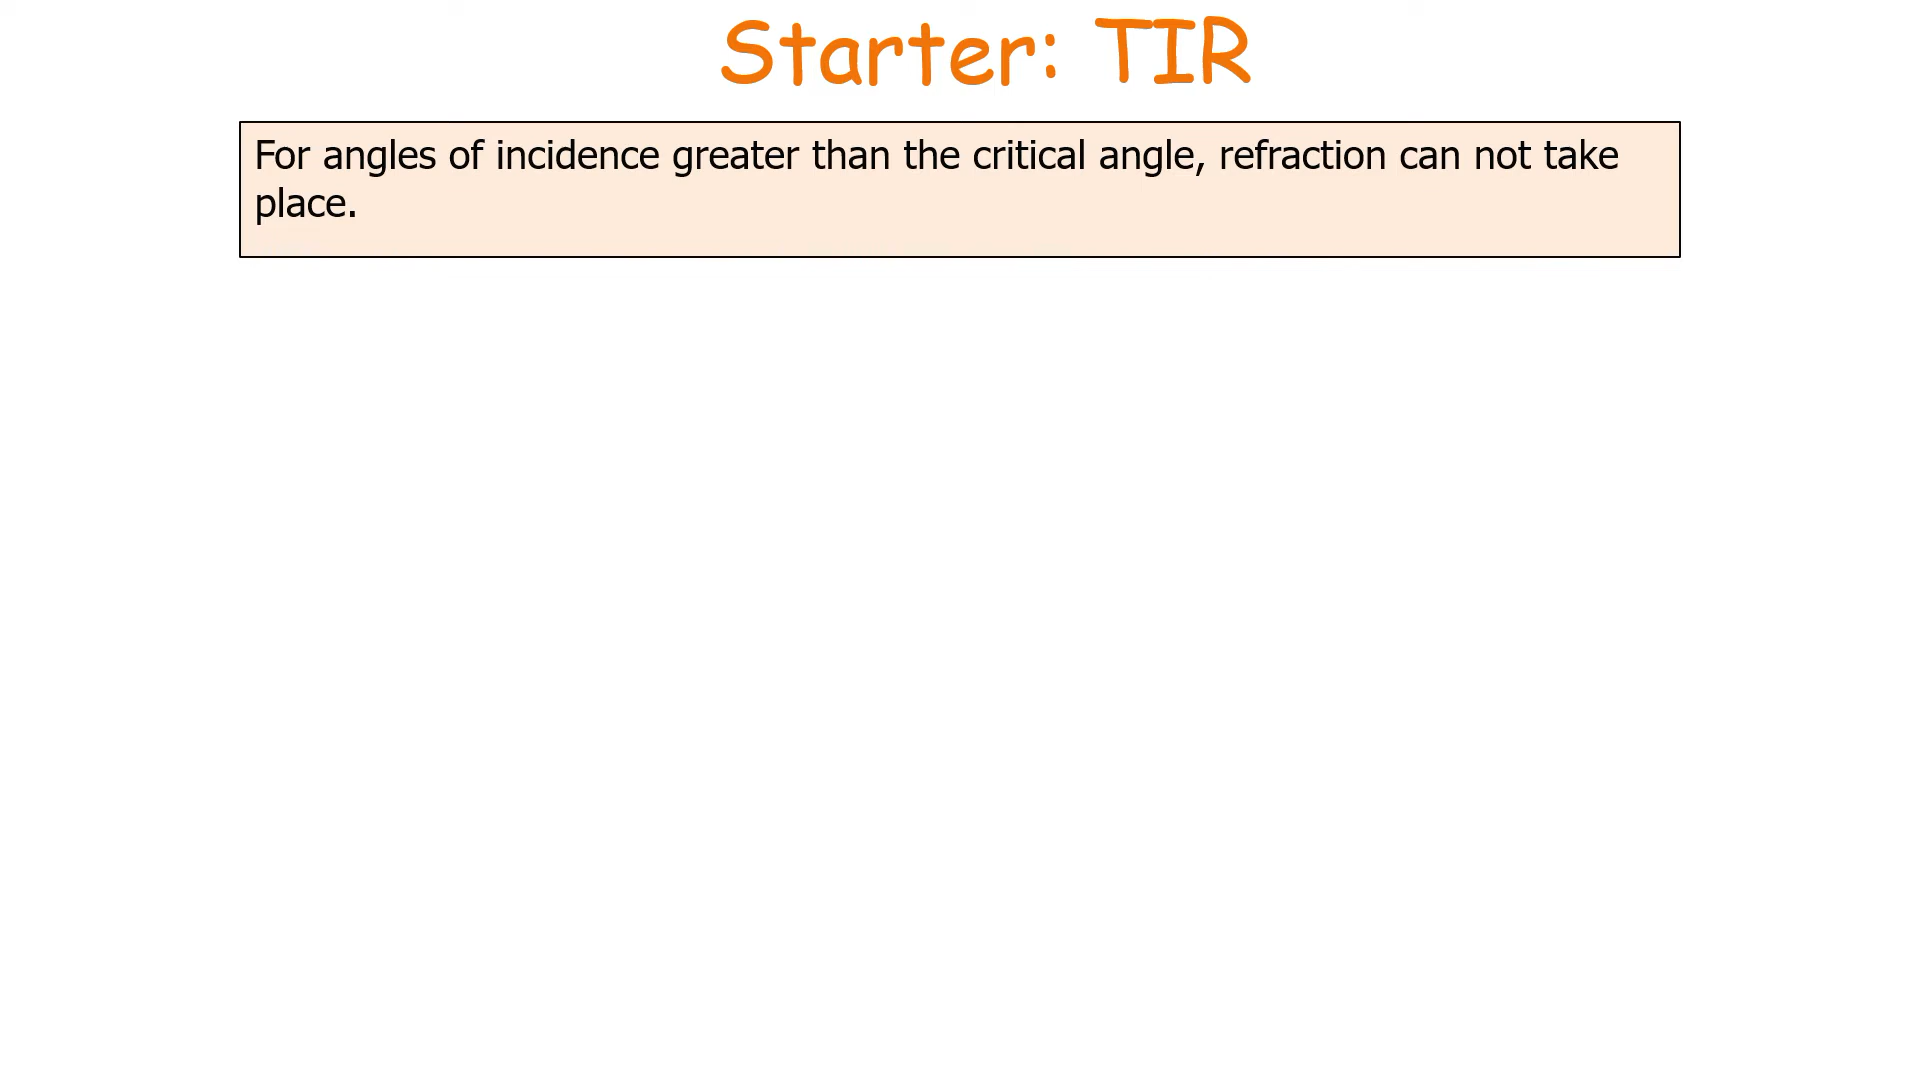 Starter: TIR
For angles of incidence greater than the critical angle, refraction can not take
place.